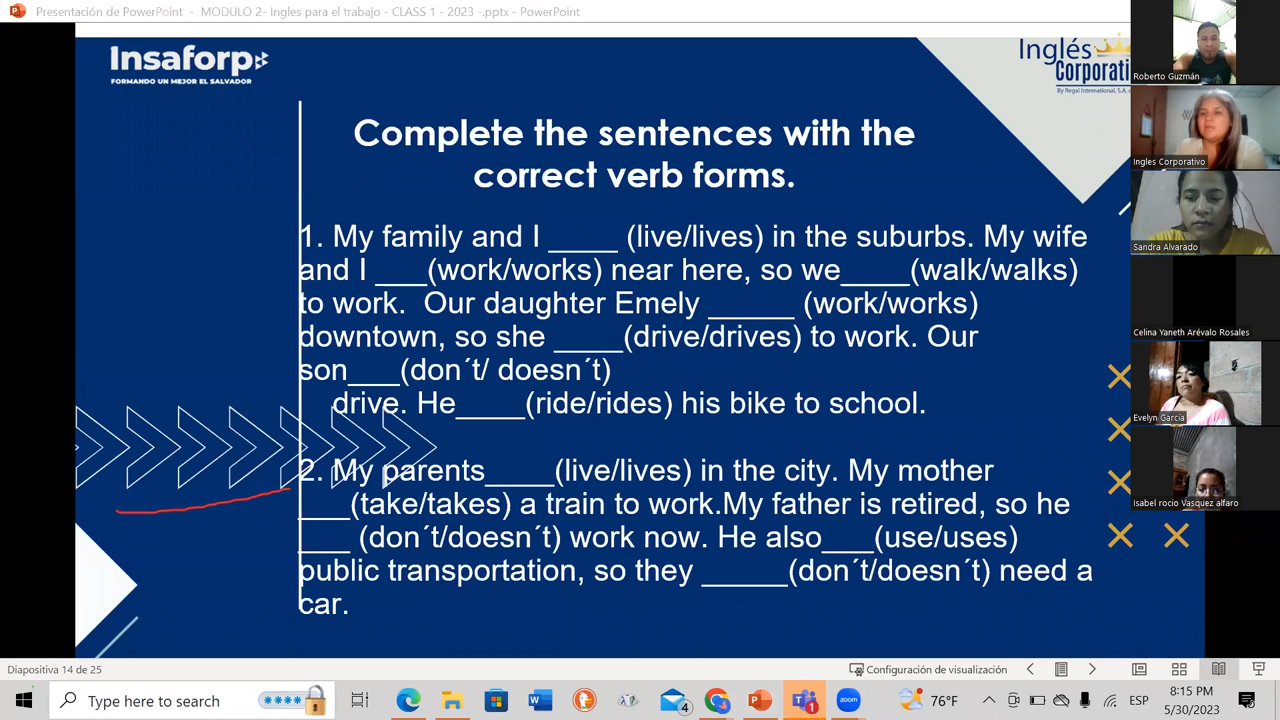 Presentación de PowerPoint - MODULO 2- Ingles para el trabajo - CLASS 1 - 2023 -.pptx - PowerPoint
Insaforp
FORMANDO UN MEJOR EL SALVADOR
Inglés
Corporati
By Regal International, S.A. d
Complete the sentences with the
correct verb forms.
1. My family and I ____ (live/lives) in the suburbs. My wife
and I ___(work/works) near here, so we____(walk/walks)
to work.  Our daughter Emely _____ (work/works)
downtown, so she ____(drive/drives) to work. Our
son___(don´t/ doesn´t)
drive. He____(ride/rides) his bike to school.
2. My parents____(live/lives) in the city. My mother
___(take/takes) a train to work.My father is retired, so he
___ (don´t/doesn´t) work now. He also___(use/uses)
public transportation, so they _____(don´t/doesn´t) need a
car.
Roberto Guzmán
Ingles Corporativo
Sandra Alvarado
Celina Yaneth Arévalo Rosales
Evelyn García
Isabel rocio Vasquez alfaro
Diapositiva 14 de 25
Configuración de visualización
Type here to search
4
1
zoom
76°F
ESP
8:15 PM
5/30/2023